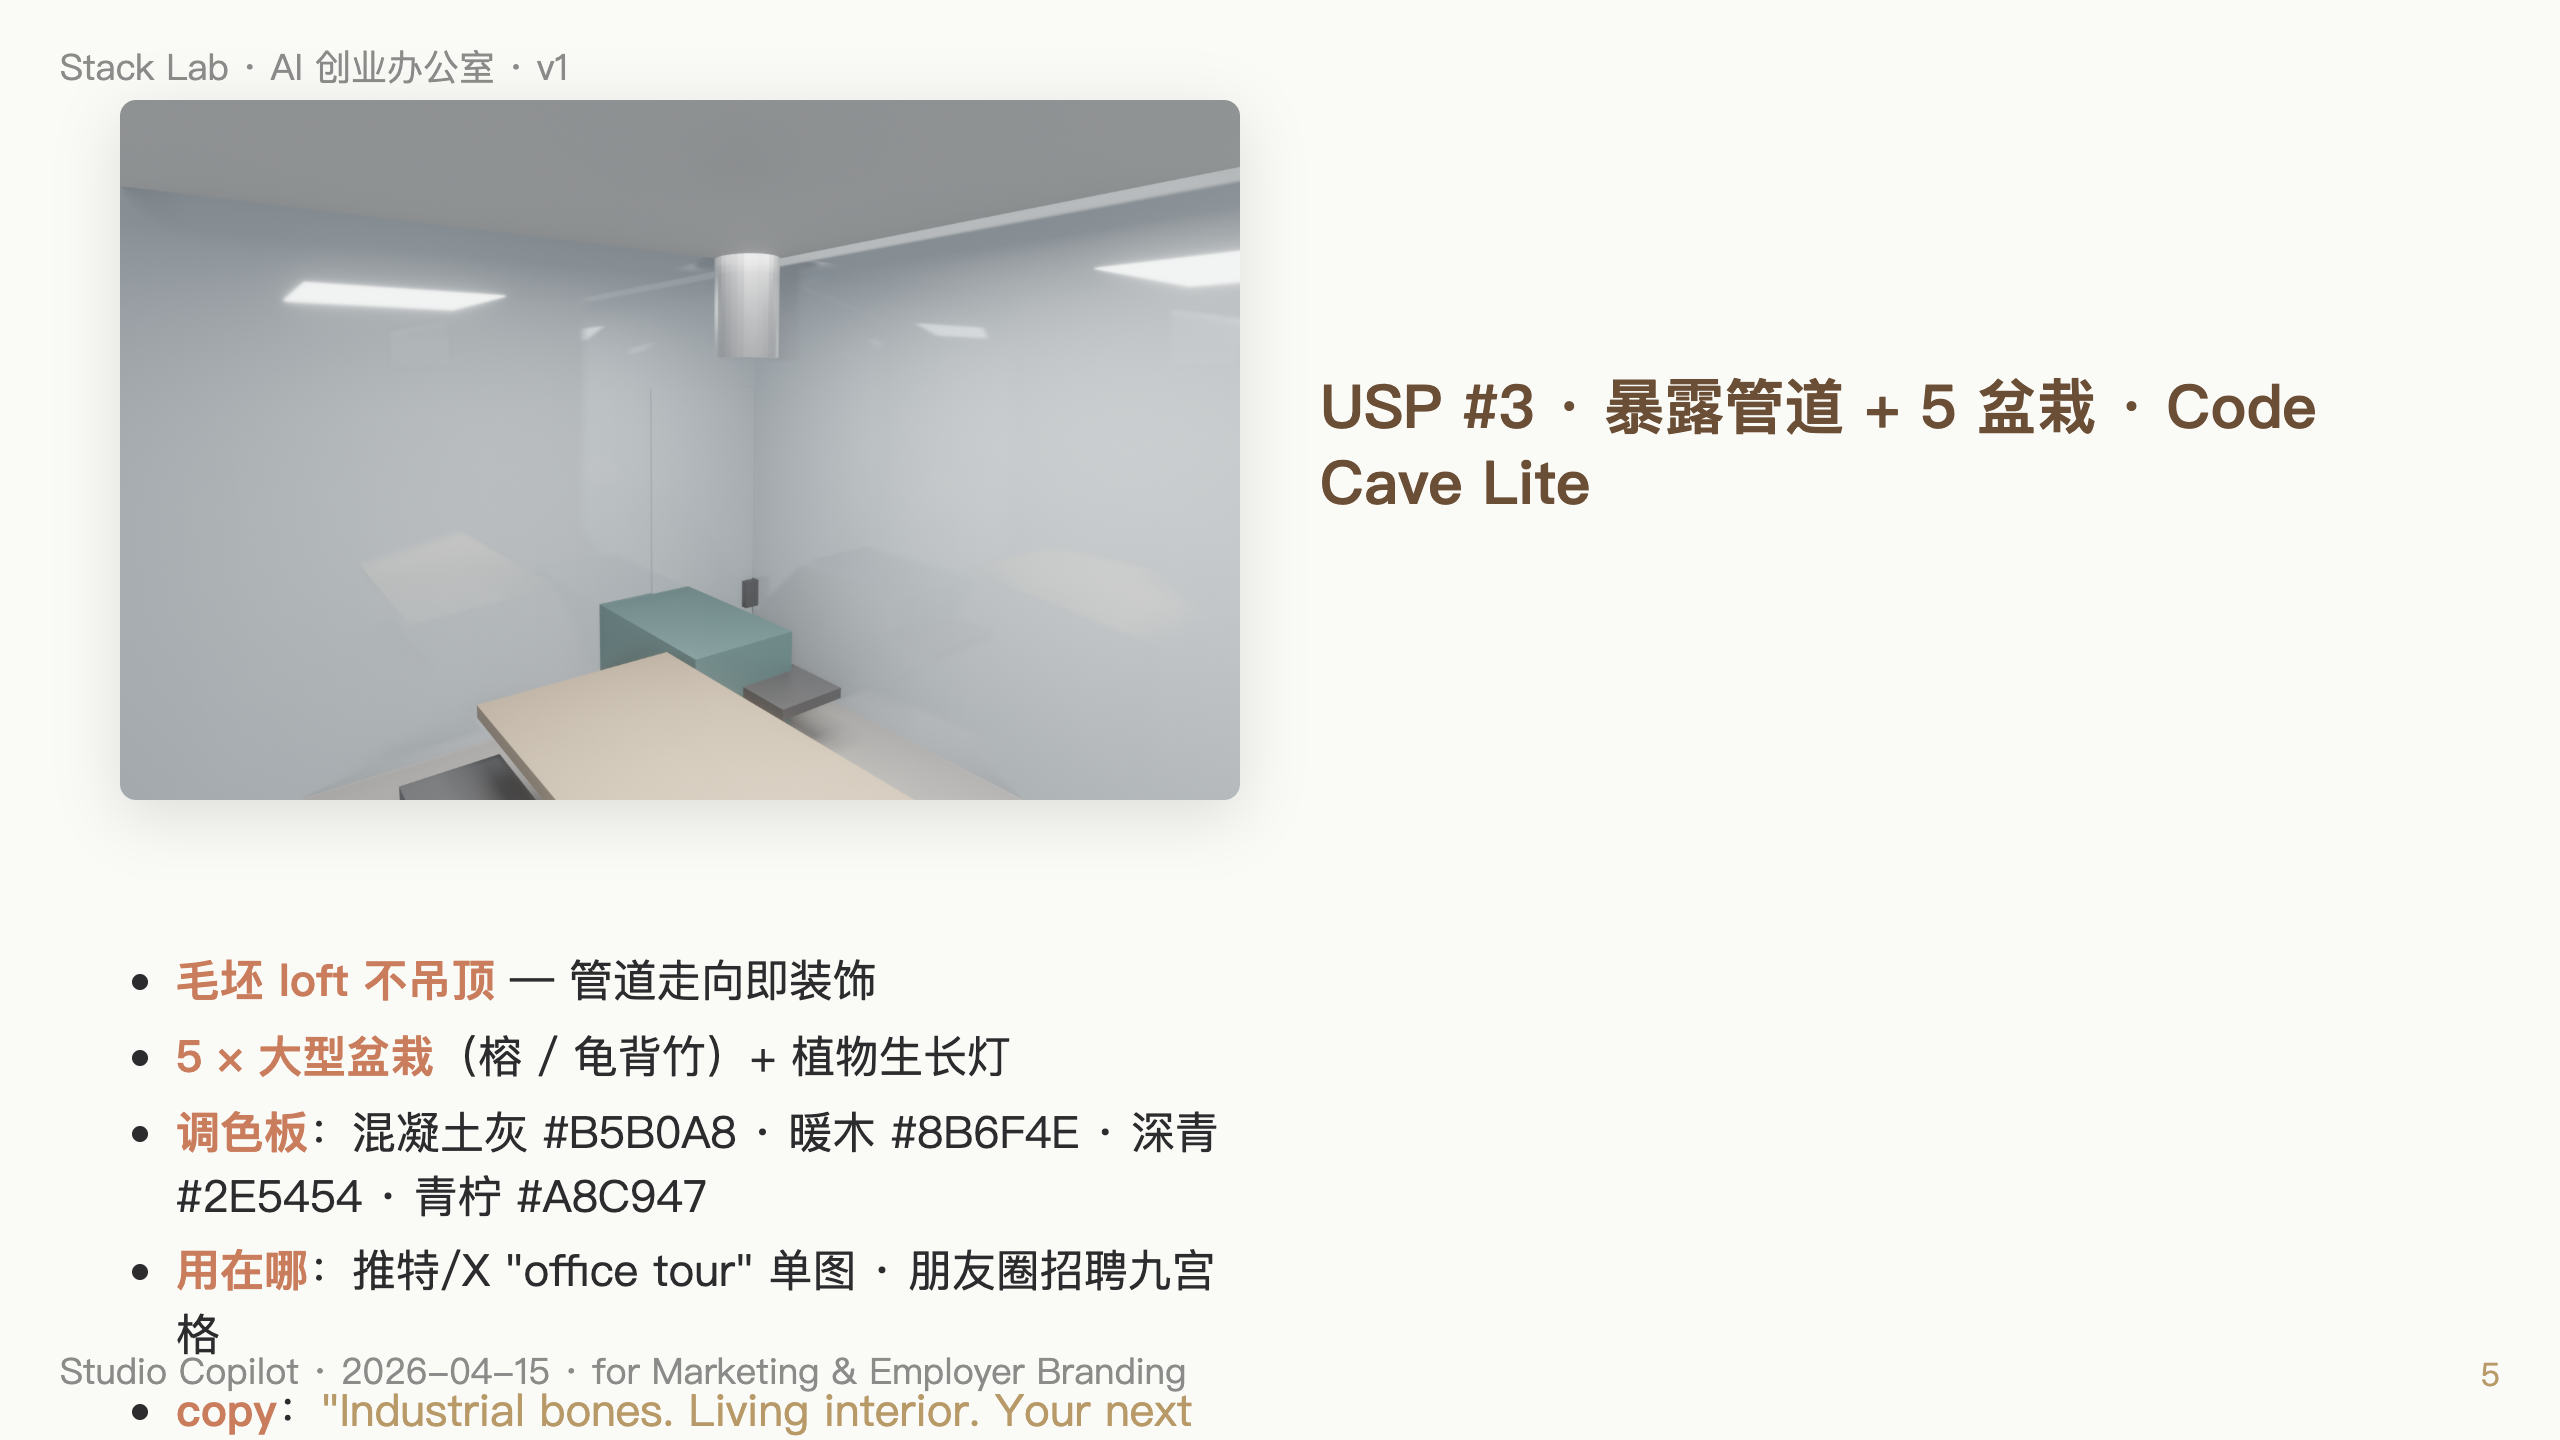 Stack Lab · AI 创业办公室 · v1
USP #3 · 暴露管道 + 5 盆栽 · Code
Cave Lite
• 毛坯 loft 不吊顶 — 管道走向即装饰
• 5 × 大型盆栽（榕 / 龟背竹）+ 植物生长灯
• 调色板：混凝土灰 #B5B0A8 · 暖木 #8B6F4E · 深青
#2E5454 · 青柠 #A8C947
• 用在哪：推特/X "office tour" 单图 · 朋友圈招聘九宫
格
Studio Copilot · 2026-04-15 · for Marketing & Employer Branding
5
• copy："Industrial bones. Living interior. Your next